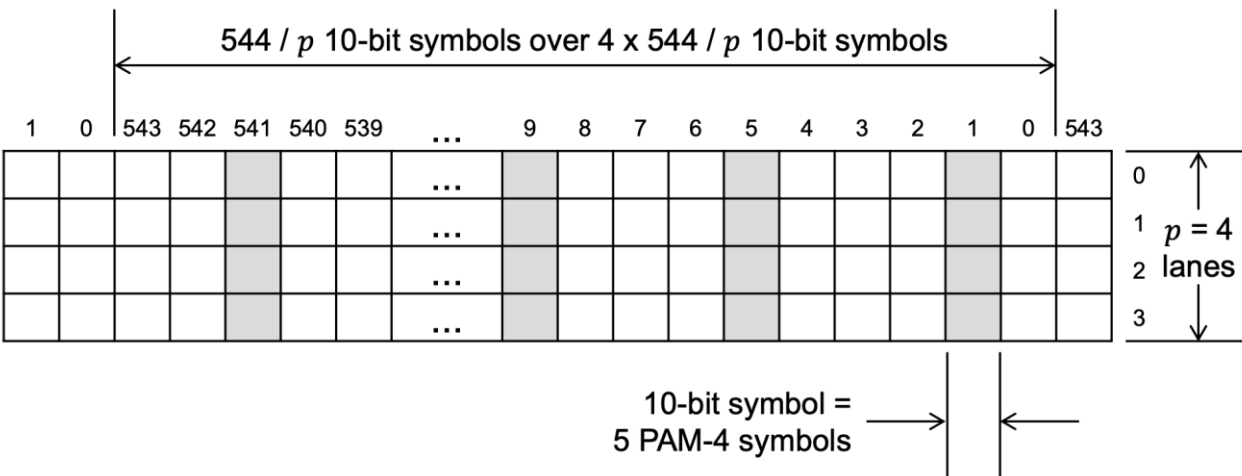 544 / p 10-bit symbols over 4 x 544 / p 10-bit symbols
1 0 543 542 541 540 539 ... 9 8 7 6 5 4 3 2 1 0 543
... 0
... 1
... 2
... 3
p = 4
lanes
10-bit symbol =
5 PAM-4 symbols